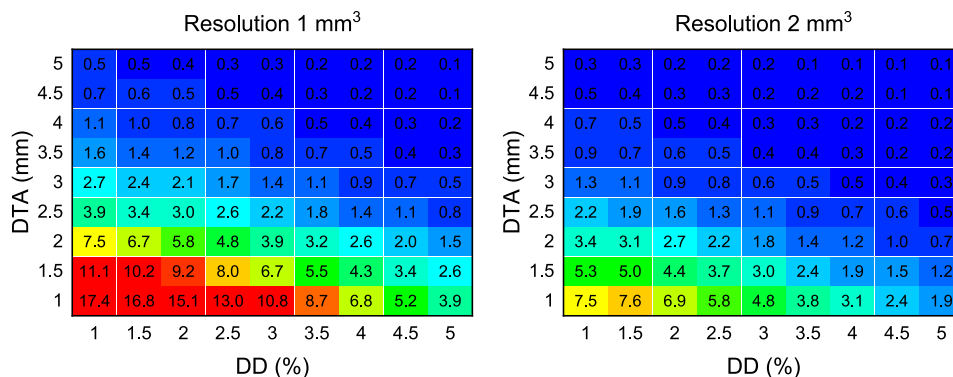 Resolution 1 mm³
Resolution 2 mm³
DTA (mm)
5 0.5 0.5 0.4 0.3 0.3 0.2 0.2 0.2 0.1
4.5 0.7 0.6 0.5 0.5 0.4 0.3 0.2 0.2 0.1
4 1.1 1.0 0.8 0.7 0.6 0.5 0.4 0.3 0.2
3.5 1.6 1.4 1.2 1.0 0.8 0.7 0.5 0.4 0.3
3 2.7 2.4 2.1 1.7 1.4 1.1 0.9 0.7 0.5
2.5 3.9 3.4 3.0 2.6 2.2 1.8 1.4 1.1 0.8
2 7.5 6.7 5.8 4.8 3.9 3.2 2.6 2.0 1.5
1.5 11.1 10.2 9.2 8.0 6.7 5.5 4.3 3.4 2.6
1 17.4 16.8 15.1 13.0 10.8 8.7 6.8 5.2 3.9
1 1.5 2 2.5 3 3.5 4 4.5 5
DD (%)
DTA (mm)
5 0.3 0.3 0.2 0.2 0.2 0.1 0.1 0.1 0.1
4.5 0.5 0.4 0.3 0.3 0.2 0.2 0.2 0.1 0.1
4 0.7 0.5 0.5 0.4 0.3 0.3 0.2 0.2 0.2
3.5 0.9 0.7 0.6 0.5 0.4 0.4 0.3 0.2 0.2
3 1.3 1.1 0.9 0.8 0.6 0.5 0.5 0.4 0.3
2.5 2.2 1.9 1.6 1.3 1.1 0.9 0.7 0.6 0.5
2 3.4 3.1 2.7 2.2 1.8 1.4 1.2 1.0 0.7
1.5 5.3 5.0 4.4 3.7 3.0 2.4 1.9 1.5 1.2
1 7.5 7.6 6.9 5.8 4.8 3.8 3.1 2.4 1.9
1 1.5 2 2.5 3 3.5 4 4.5 5
DD (%)